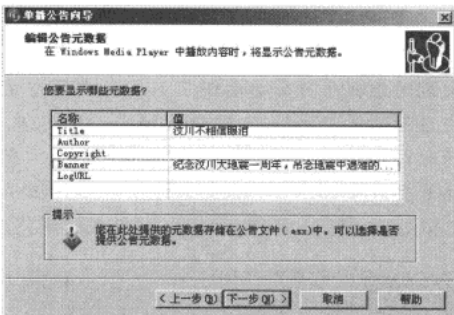 单播公告向导
编辑公告元数据
在 Windows Media Player 中播放内容时，将显示公告元数据。
您要显示哪些元数据?
名称 值
Title 汶川不相信眼泪
Author
Copyright
Banner 纪念汶川大地震一周年，吊念地震中遇难的...
LogURL
提示
您在此处提供的元数据存储在公告文件(.asx)中。可以选择是否
提供公告元数据。
< 上一步(B) 下一步(N) > 取消 帮助